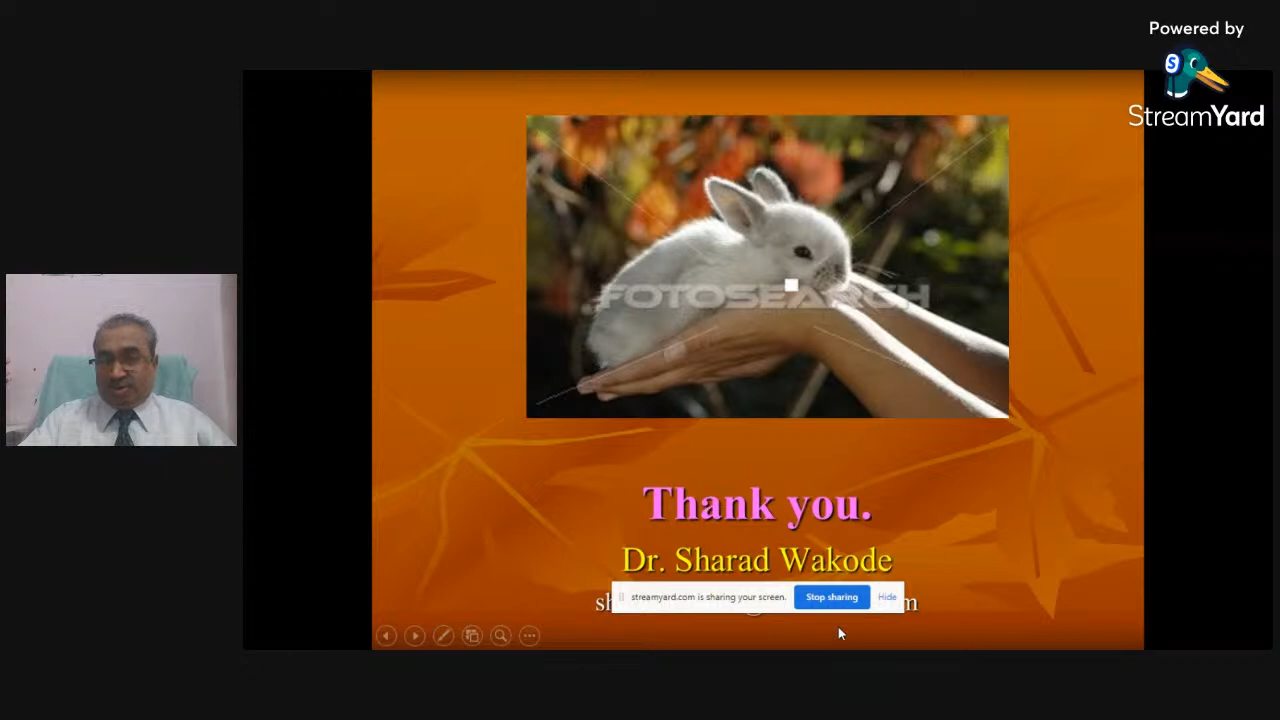 Powered by
StreamYard
FOTOSEARCH
Thank you.
Dr. Sharad Wakode
streamyard.com is sharing your screen.
Stop sharing
Hide